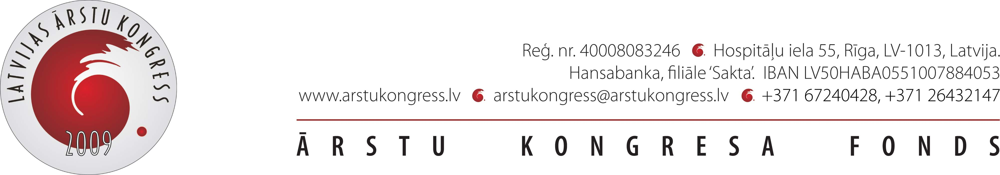 LATVIJAS ĀRSTU KONGRESS
2009
Reģ. nr. 40008083246 Hospitāļu iela 55, Rīga, LV-1013, Latvija.
Hansabanka, filiāle ‘Sakta’. IBAN LV50HABA0551007884053
www.arstukongress.lv arstukongress@arstukongress.lv +371 67240428, +371 26432147
ĀRSTU KONGRESA FONDS